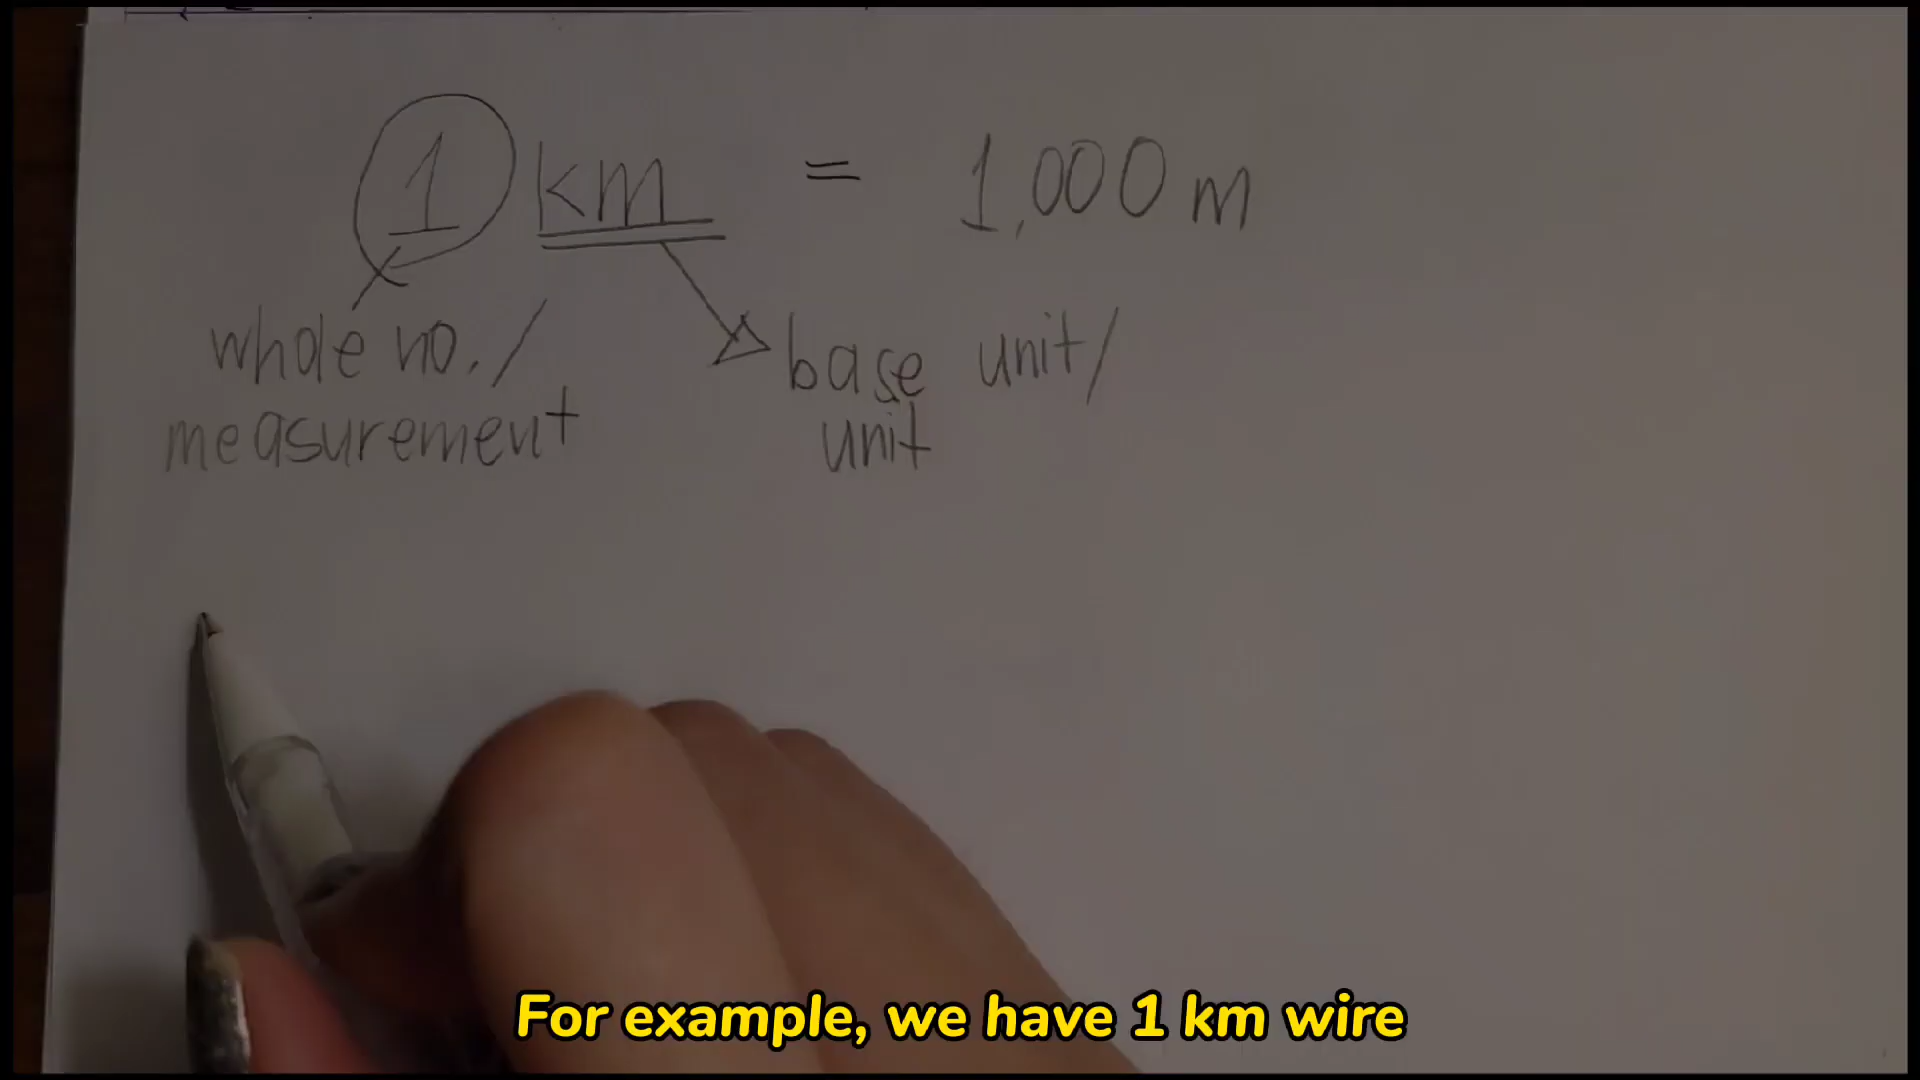 1 km = 1,000 m
whole no./
measurement
base unit/
unit
For example, we have 1 km wire